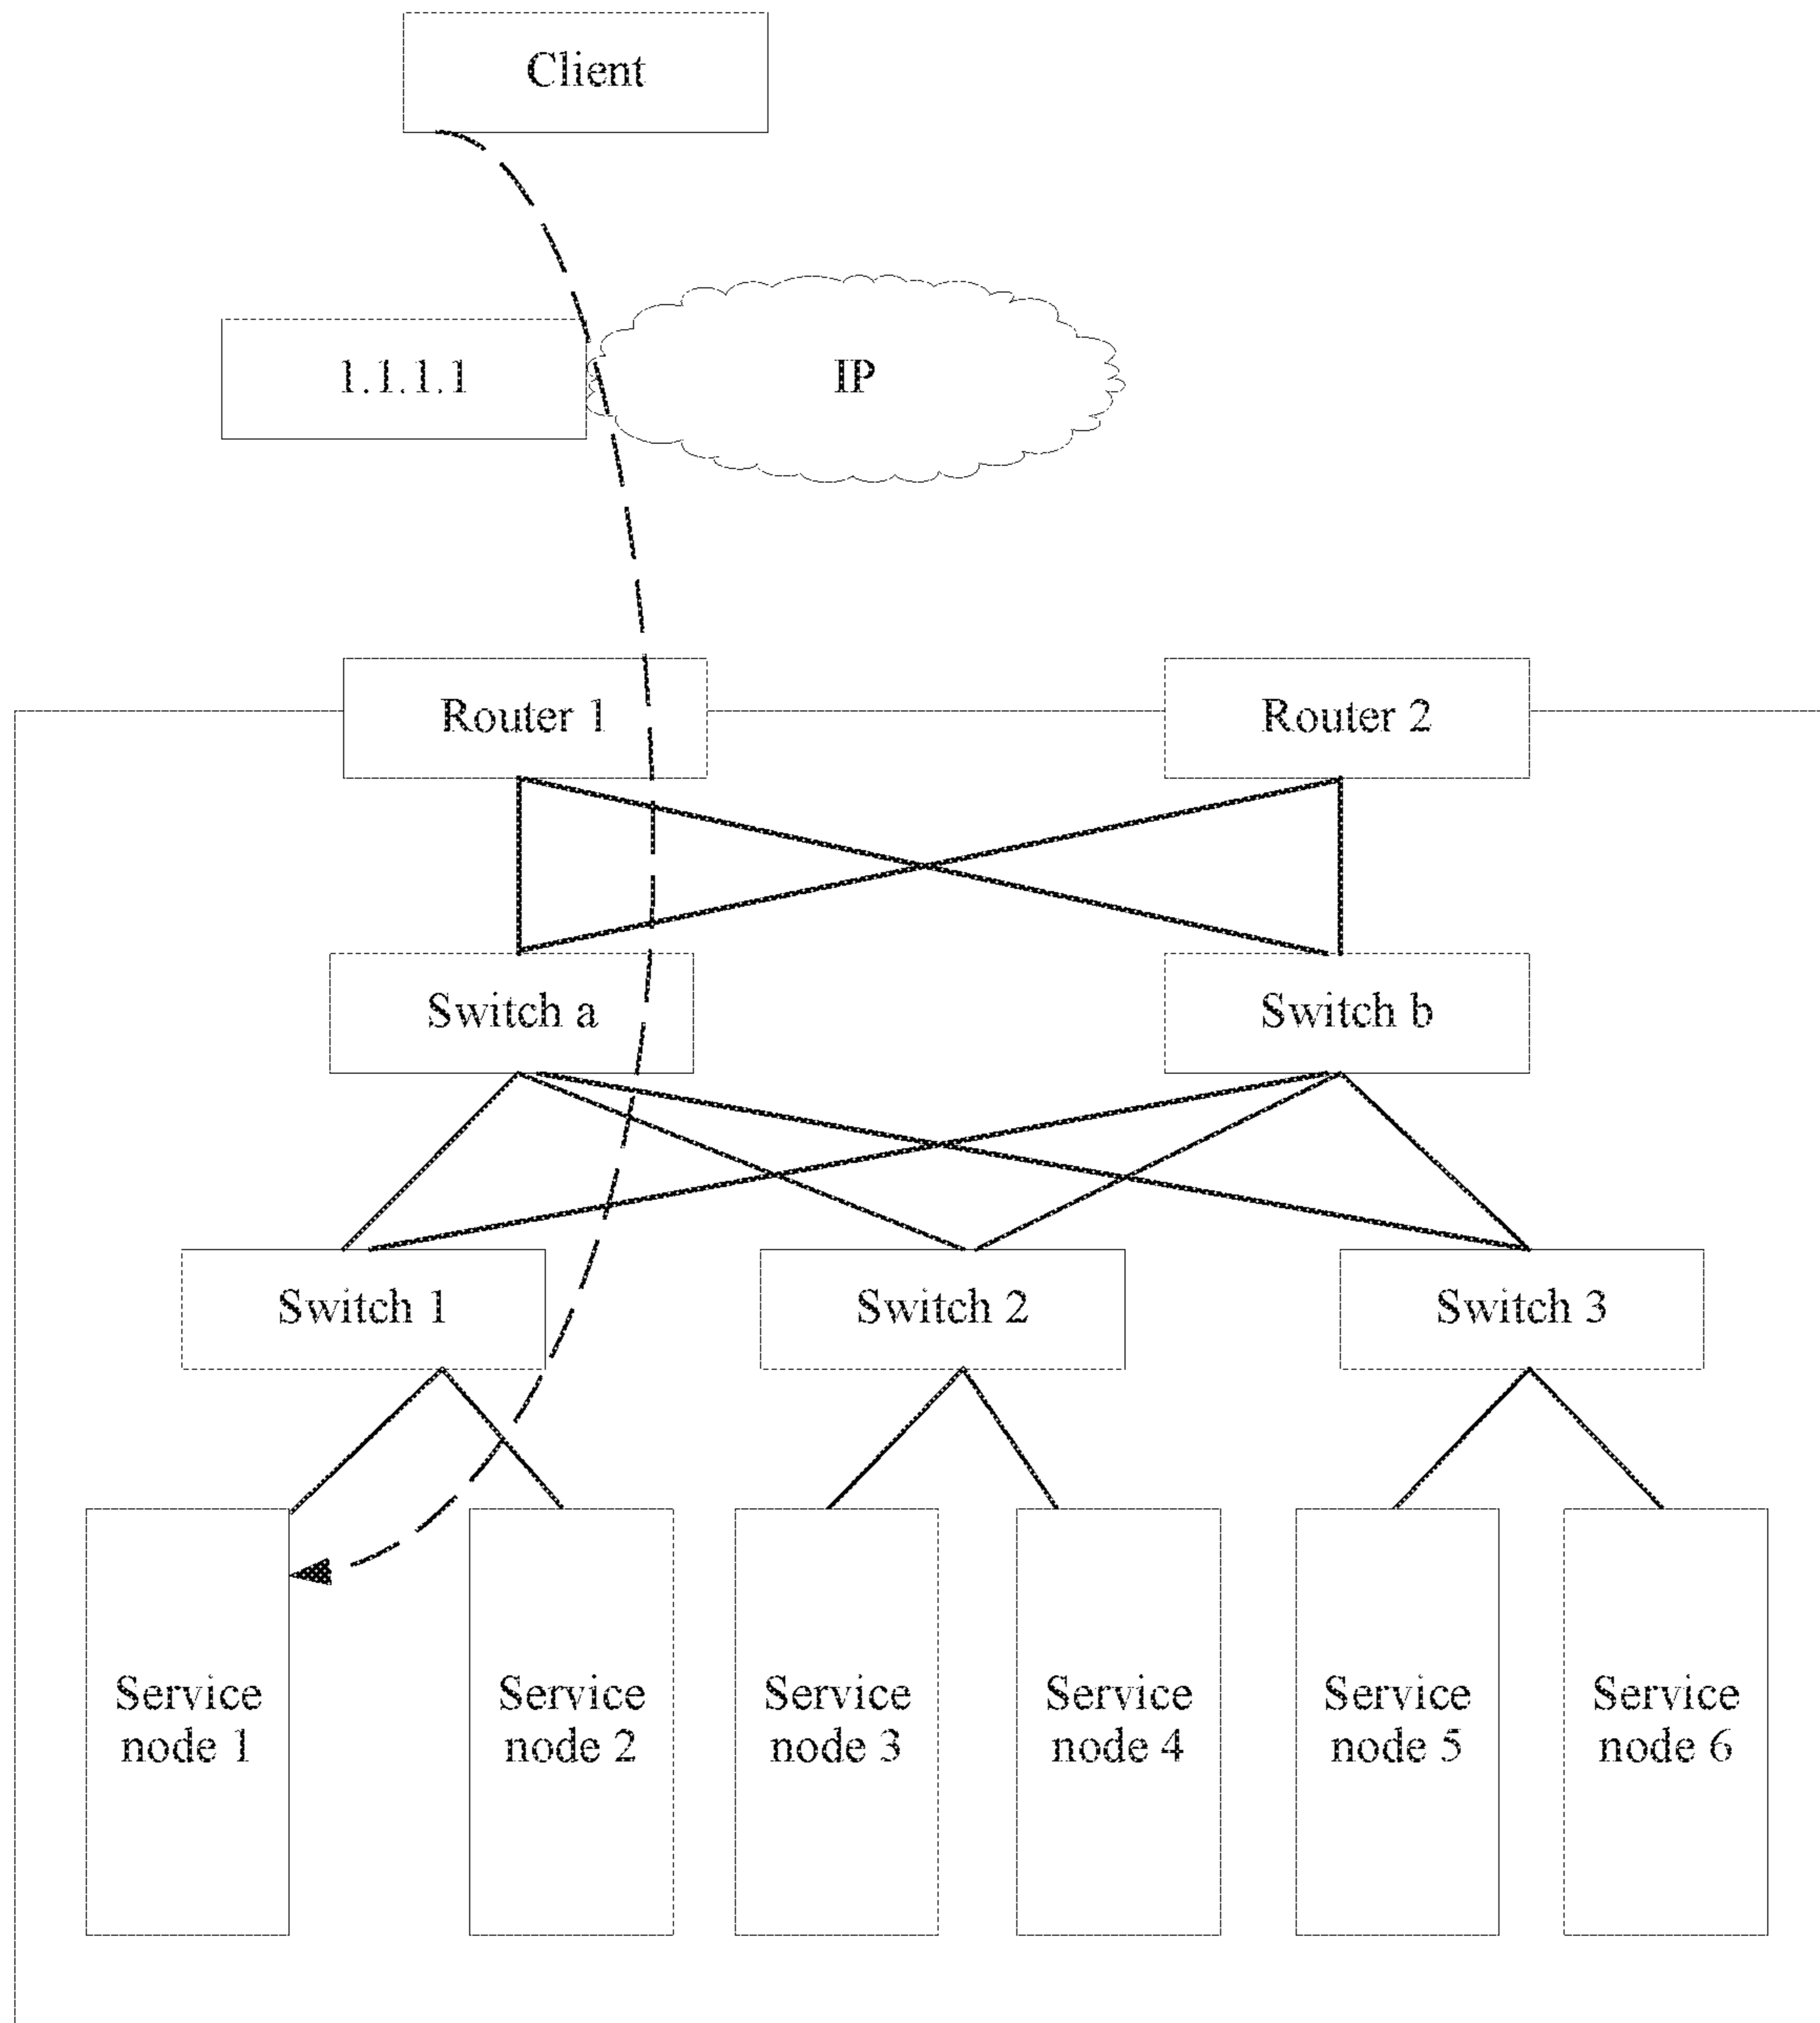 Client
1.1.1.1
IP
Router 1
Router 2
Switch a
Switch b
Switch 1
Switch 2
Switch 3
Service
node 1
Service
node 2
Service
node 3
Service
node 4
Service
node 5
Service
node 6